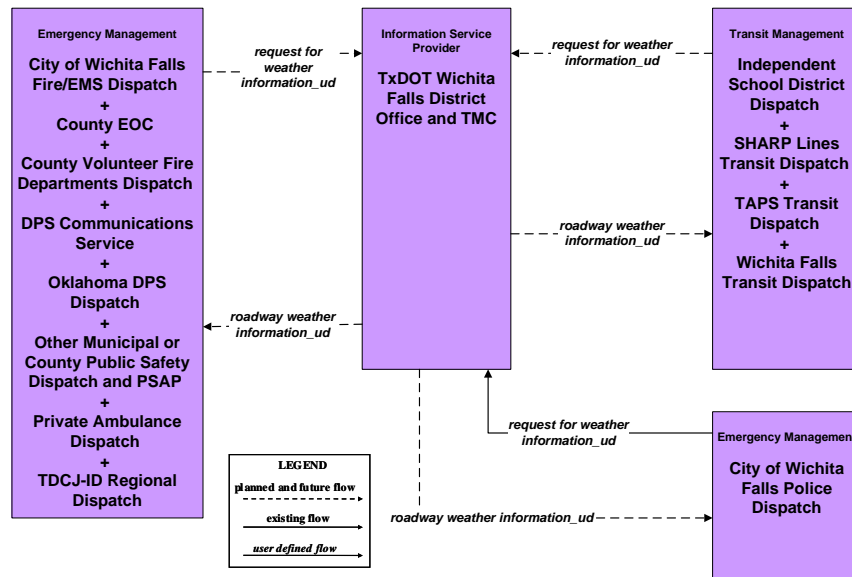 Emergency Management
City of Wichita Falls
Fire/EMS Dispatch
+
County EOC
+
County Volunteer Fire
Departments Dispatch
+
DPS Communications
Service
+
Oklahoma DPS
Dispatch
+
Other Municipal or
County Public Safety
Dispatch and PSAP
+
Private Ambulance
Dispatch
+
TDCJ-ID Regional
Dispatch
request for
weather
information_ud
roadway weather
information_ud
Information Service
Provider
TxDOT Wichita
Falls District
Office and TMC
request for weather
information_ud
roadway weather
information_ud
Transit Management
Independent
School District
Dispatch
+
SHARP Lines
Transit Dispatch
+
TAPS Transit
Dispatch
+
Wichita Falls
Transit Dispatch
request for weather
information_ud
roadway weather information_ud
Emergency Management
City of Wichita
Falls Police
Dispatch
LEGEND
planned and future flow
existing flow
user defined flow